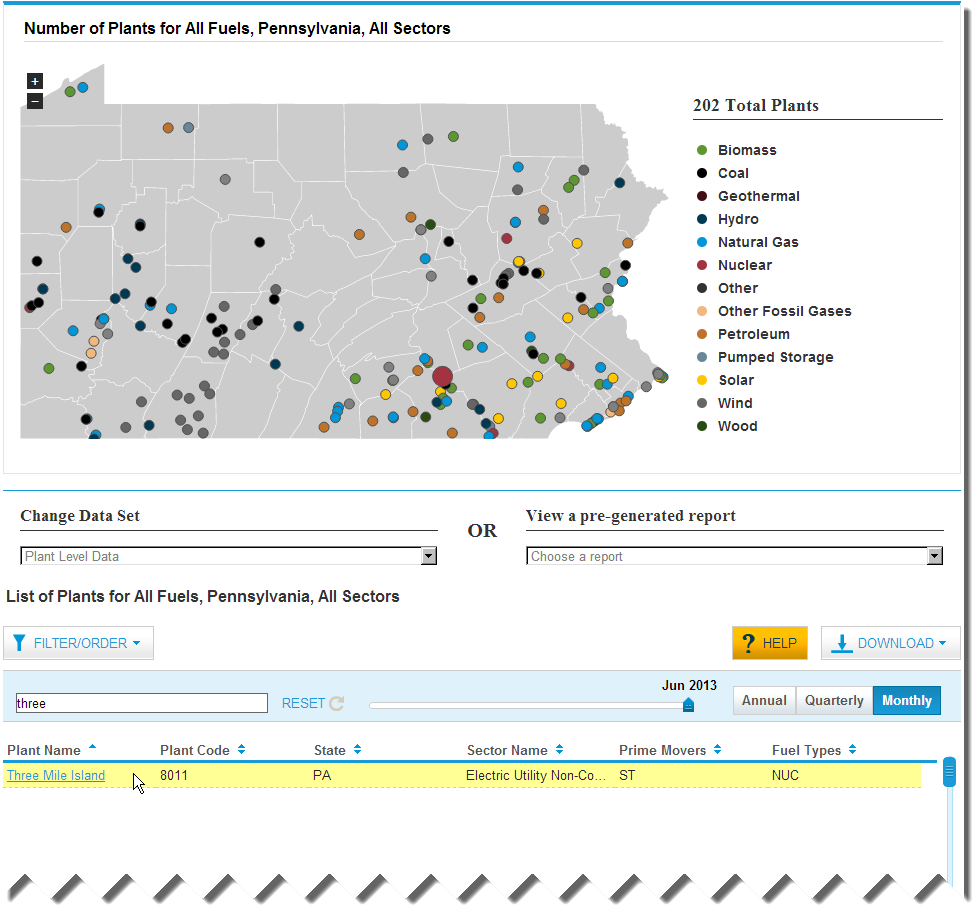 Number of Plants for All Fuels, Pennsylvania, All Sectors
+
−
202 Total Plants
Biomass
Coal
Geothermal
Hydro
Natural Gas
Nuclear
Other
Other Fossil Gases
Petroleum
Pumped Storage
Solar
Wind
Wood
Change Data Set
OR
View a pre-generated report
Plant Level Data
Choose a report
List of Plants for All Fuels, Pennsylvania, All Sectors
FILTER/ORDER
? HELP
DOWNLOAD
three
RESET
Jun 2013
Annual Quarterly Monthly
Plant Name Plant Code State Sector Name Prime Movers Fuel Types
Three Mile Island 8011 PA Electric Utility Non-Co... ST NUC